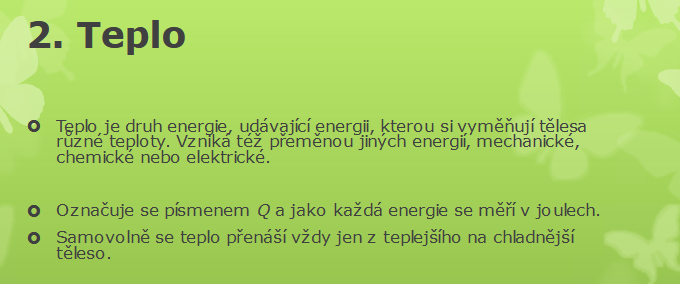 2. Teplo
Teplo je druh energie, udávající energii, kterou si vyměňují tělesa
různé teploty. Vzniká též přeměnou jiných energií, mechanické,
chemické nebo elektrické.
Označuje se písmenem Q a jako každá energie se měří v joulech.
Samovolně se teplo přenáší vždy jen z teplejšího na chladnější
těleso.